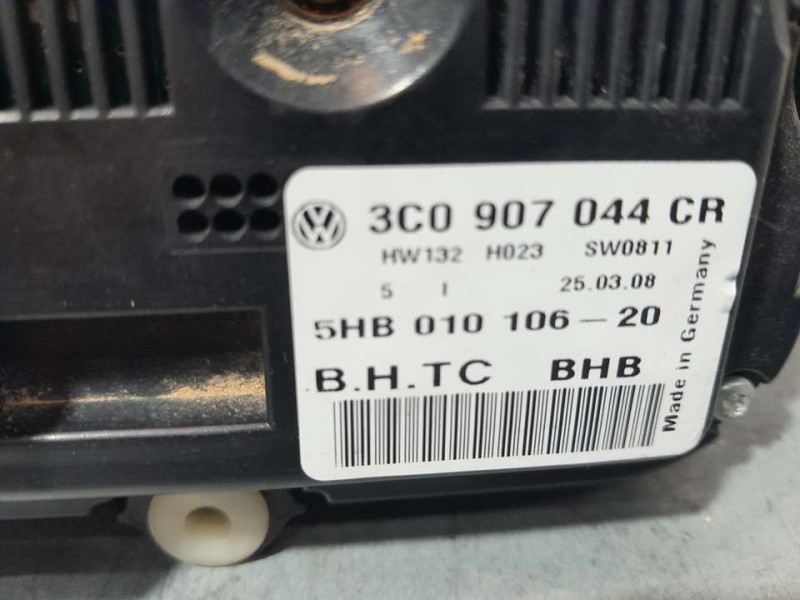 3C0 907 044 CR
HW132 H023 SW0811
5 I 25.03.08
5HB 010 106-20
B.H.TC BHB
Made in Germany